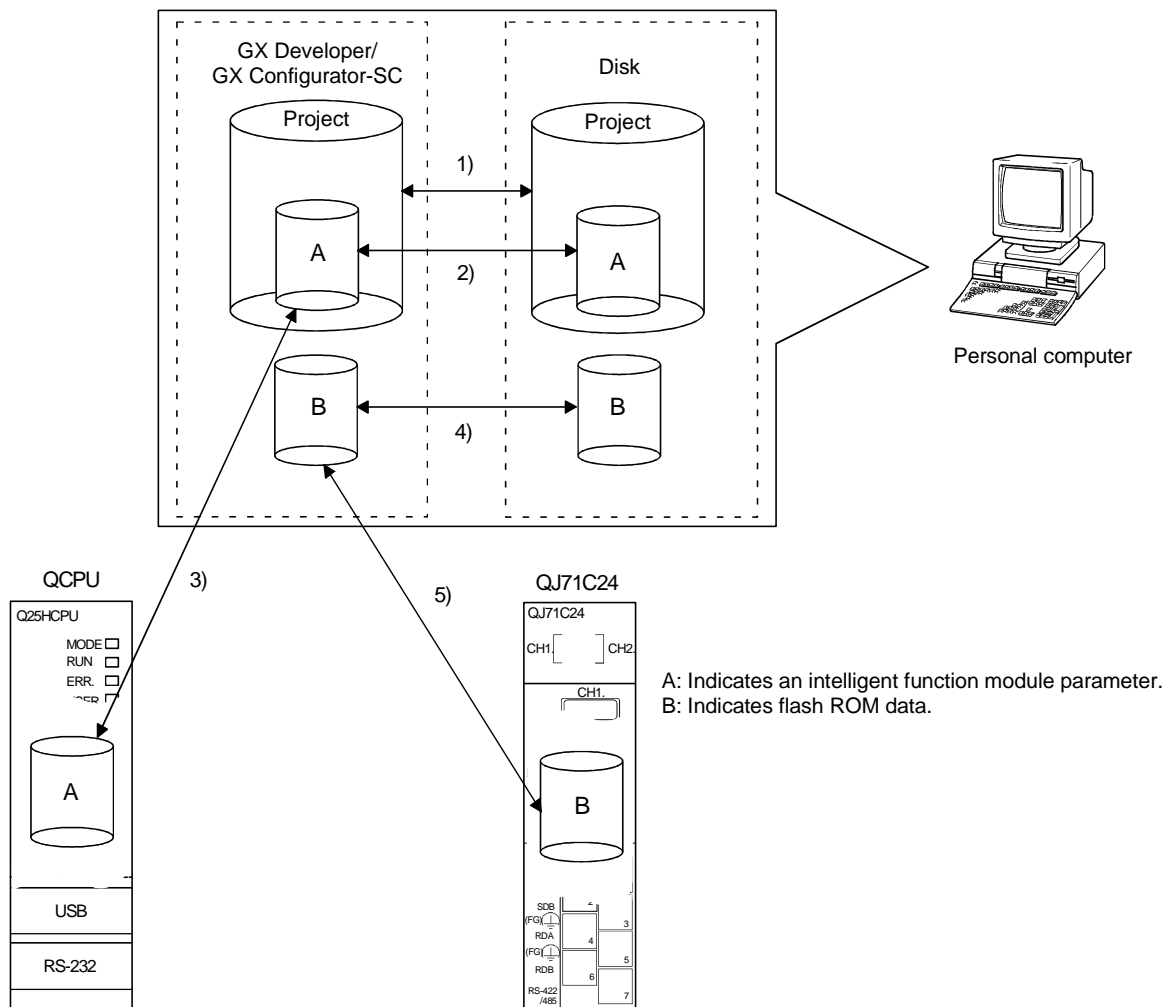 GX Developer/
GX Configurator-SC
Disk
Project
Project
1)
A
A
2)
Personal computer
B
B
4)
3)
5)
QCPU
QJ71C24
Q25HCPU
MODE
RUN
ERR.
QJ71C24
CH1.
CH2.
CH1.
A: Indicates an intelligent function module parameter.
B: Indicates flash ROM data.
A
B
USB
RS-232
SDB
2
(FG)
3
RDA
4
(FG)
5
RDB
6
RS-422
/485
7